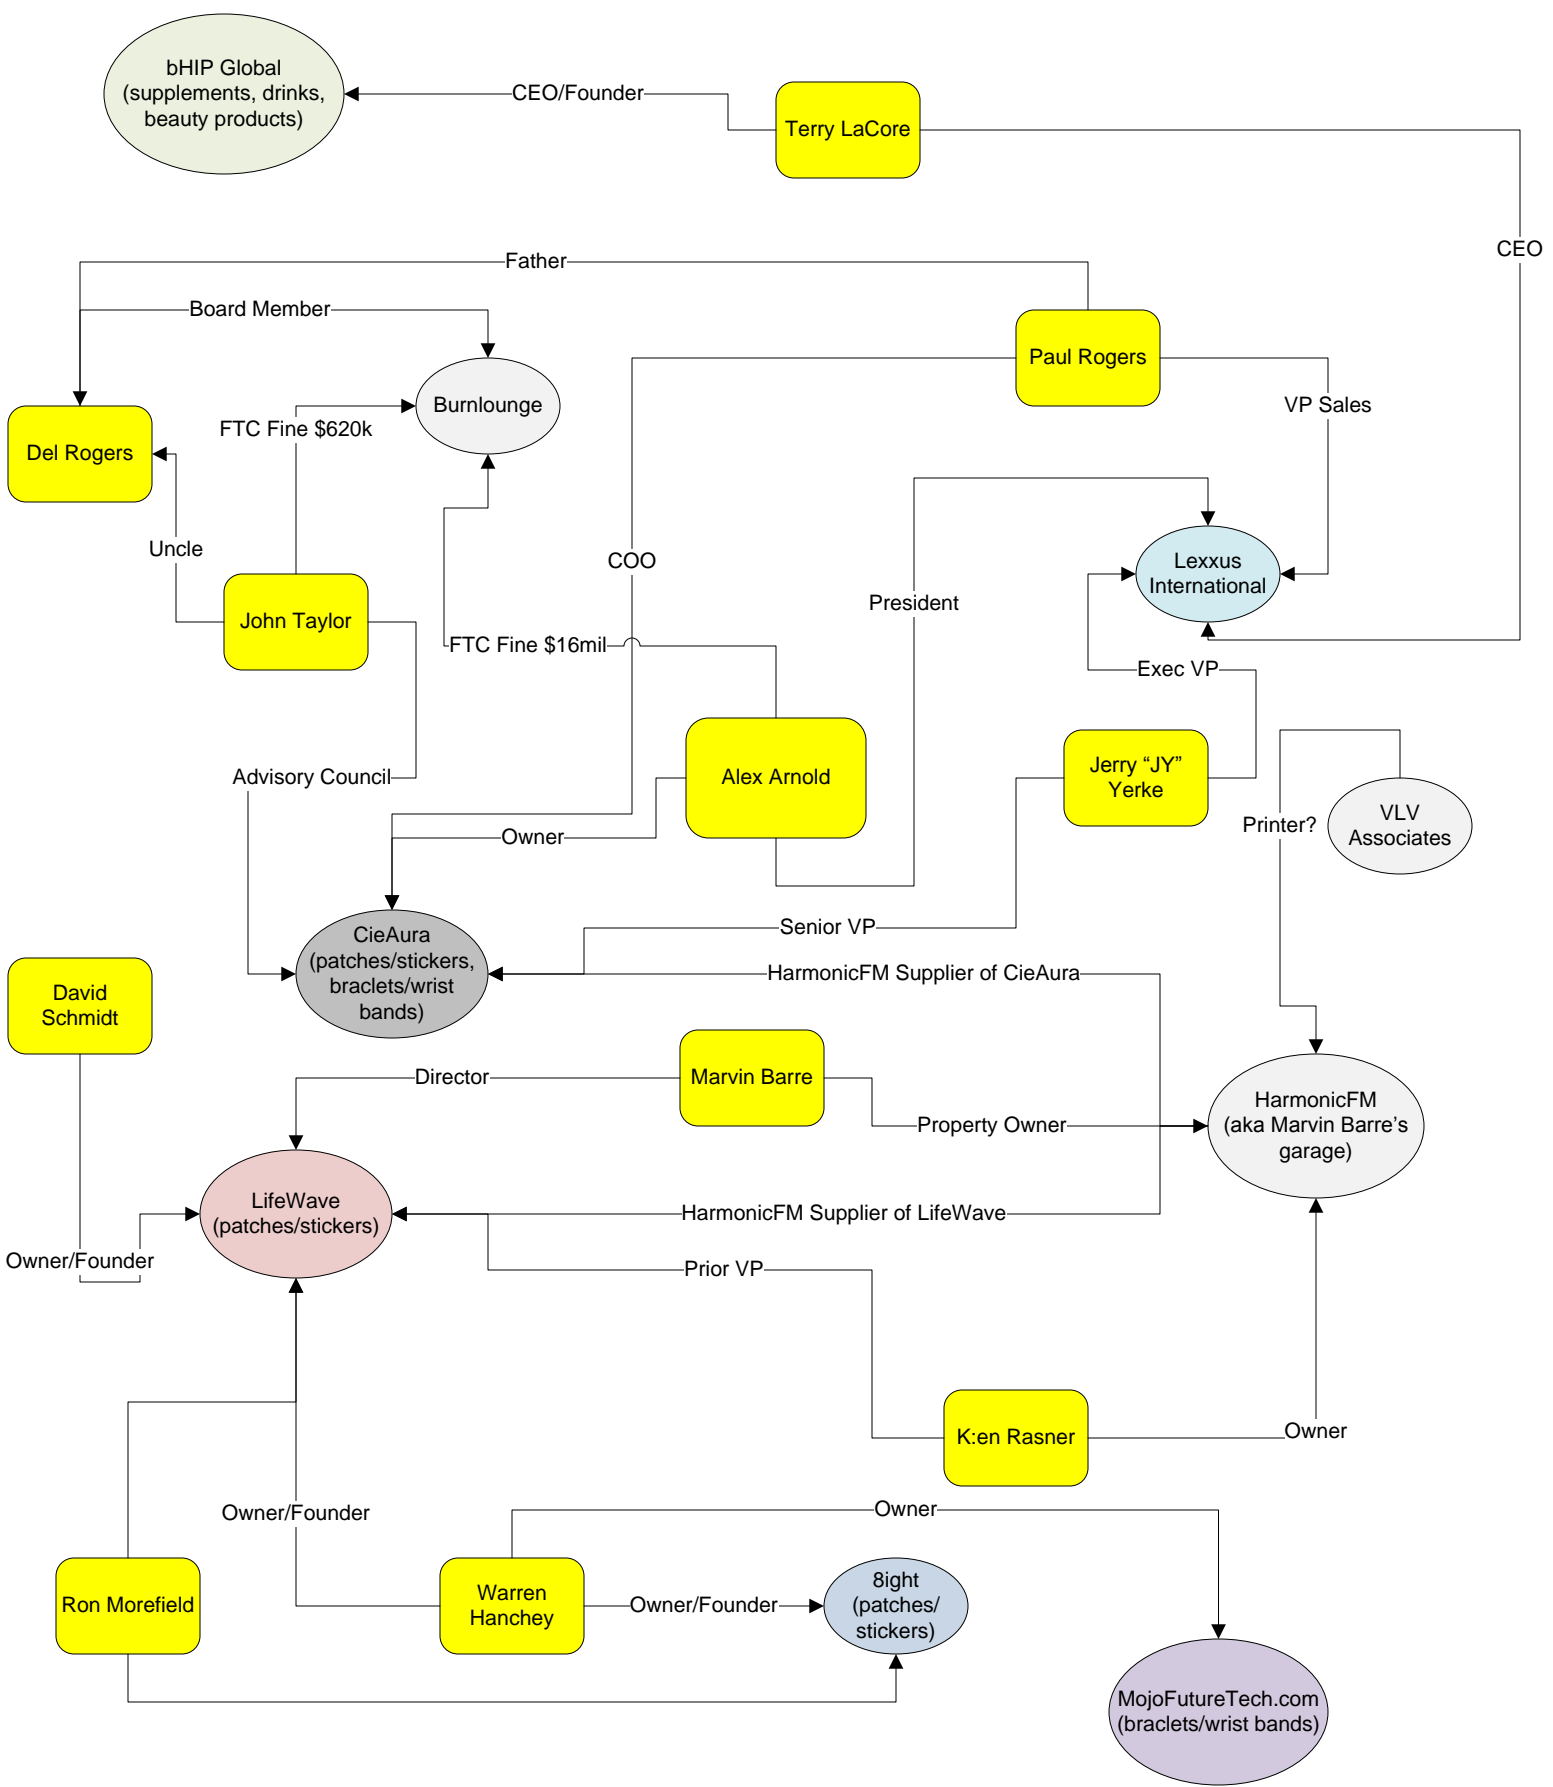 bHIP Global
(supplements, drinks,
beauty products)
CEO/Founder
Terry LaCore
CEO
Father
Board Member
Paul Rogers
VP Sales
Burnlounge
Del Rogers
FTC Fine $620k
Uncle
COO
Lexxus
International
President
John Taylor
FTC Fine $16mil
Exec VP
Advisory Council
Alex Arnold
Jerry “JY”
Yerke
Printer?
VLV
Associates
Owner
Senior VP
CieAura
(patches/stickers,
braclets/wrist
bands)
HarmonicFM Supplier of CieAura
David
Schmidt
Director
Marvin Barre
Property Owner
HarmonicFM
(aka Marvin Barre’s
garage)
LifeWave
(patches/stickers)
HarmonicFM Supplier of LifeWave
Owner/Founder
Prior VP
K:en Rasner
Owner
Owner/Founder
Owner
Ron Morefield
Warren
Hanchey
Owner/Founder
8ight
(patches/
stickers)
MojoFutureTech.com
(braclets/wrist bands)